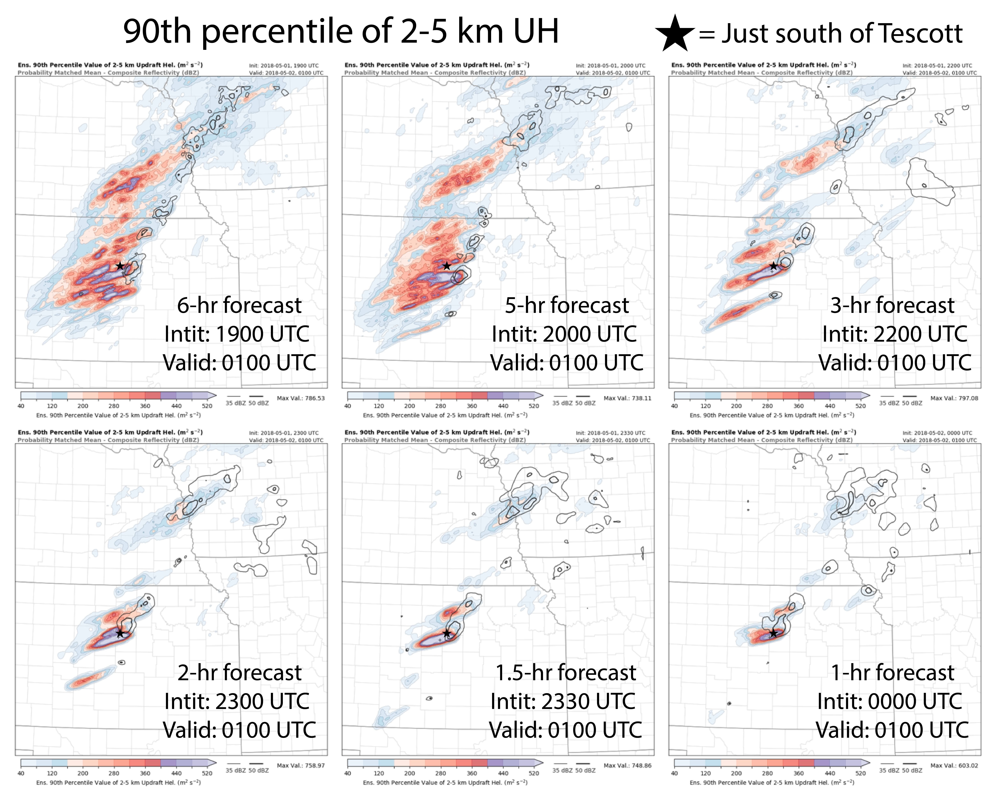 90th percentile of 2-5 km UH
= Just south of Tescott
Ens. 90th Percentile Value of 2-5 km Updraft Hel. (m² s⁻²)
Init: 2018-05-01, 1900 UTC
Probability Matched Mean - Composite Reflectivity (dBZ)
Valid: 2018-05-02, 0100 UTC
6-hr forecast
Intit: 1900 UTC
Valid: 0100 UTC
40 120 200 280 360 440 520
35 dBZ 50 dBZ
Max Val.: 786.53
Ens. 90th Percentile Value of 2-5 km Updraft Hel. (m² s⁻²)
Ens. 90th Percentile Value of 2-5 km Updraft Hel. (m² s⁻²)
Init: 2018-05-01, 2000 UTC
Probability Matched Mean - Composite Reflectivity (dBZ)
Valid: 2018-05-02, 0100 UTC
5-hr forecast
Intit: 2000 UTC
Valid: 0100 UTC
40 120 200 280 360 440 520
35 dBZ 50 dBZ
Max Val.: 738.11
Ens. 90th Percentile Value of 2-5 km Updraft Hel. (m² s⁻²)
Ens. 90th Percentile Value of 2-5 km Updraft Hel. (m² s⁻²)
Init: 2018-05-01, 2200 UTC
Probability Matched Mean - Composite Reflectivity (dBZ)
Valid: 2018-05-02, 0100 UTC
3-hr forecast
Intit: 2200 UTC
Valid: 0100 UTC
40 120 200 280 360 440 520
35 dBZ 50 dBZ
Max Val.: 797.08
Ens. 90th Percentile Value of 2-5 km Updraft Hel. (m² s⁻²)
Ens. 90th Percentile Value of 2-5 km Updraft Hel. (m² s⁻²)
Init: 2018-05-01, 2300 UTC
Probability Matched Mean - Composite Reflectivity (dBZ)
Valid: 2018-05-02, 0100 UTC
2-hr forecast
Intit: 2300 UTC
Valid: 0100 UTC
40 120 200 280 360 440 520
35 dBZ 50 dBZ
Max Val.: 758.97
Ens. 90th Percentile Value of 2-5 km Updraft Hel. (m² s⁻²)
Ens. 90th Percentile Value of 2-5 km Updraft Hel. (m² s⁻²)
Init: 2018-05-01, 2330 UTC
Probability Matched Mean - Composite Reflectivity (dBZ)
Valid: 2018-05-02, 0100 UTC
1.5-hr forecast
Intit: 2330 UTC
Valid: 0100 UTC
40 120 200 280 360 440 520
35 dBZ 50 dBZ
Max Val.: 748.86
Ens. 90th Percentile Value of 2-5 km Updraft Hel. (m² s⁻²)
Ens. 90th Percentile Value of 2-5 km Updraft Hel. (m² s⁻²)
Init: 2018-05-02, 0000 UTC
Probability Matched Mean - Composite Reflectivity (dBZ)
Valid: 2018-05-02, 0100 UTC
1-hr forecast
Intit: 0000 UTC
Valid: 0100 UTC
40 120 200 280 360 440 520
35 dBZ 50 dBZ
Max Val.: 603.02
Ens. 90th Percentile Value of 2-5 km Updraft Hel. (m² s⁻²)